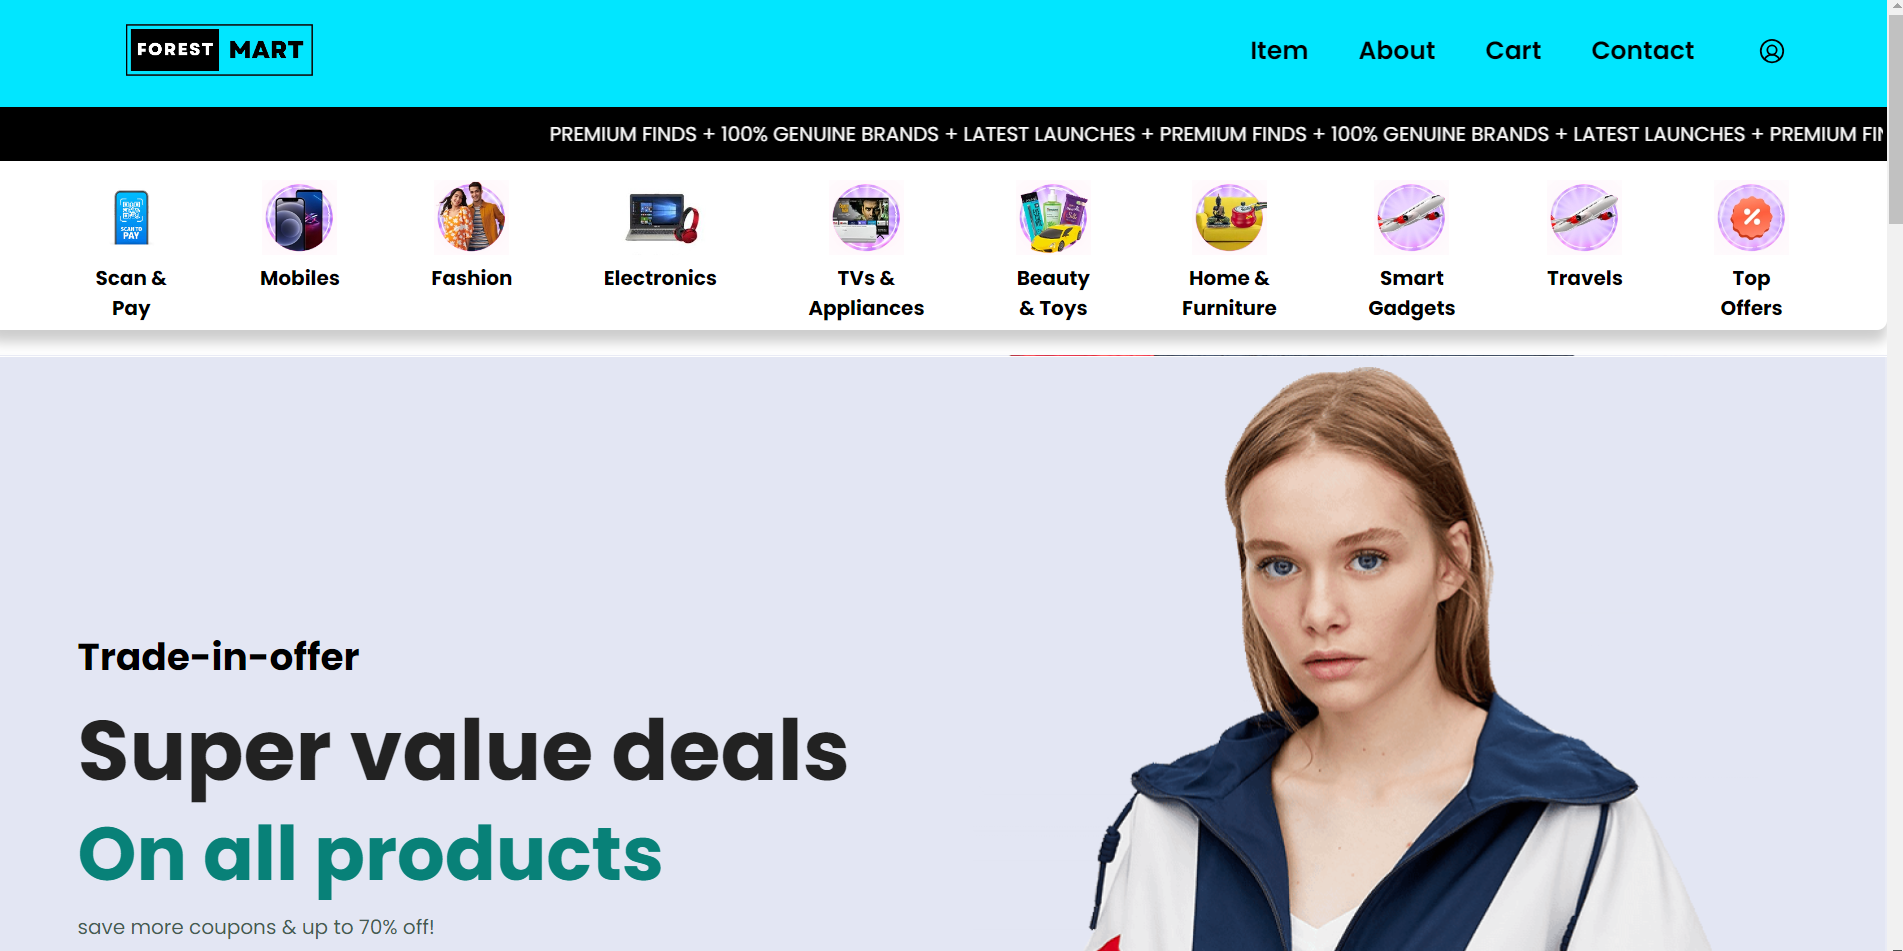 FOREST MART
Item About Cart Contact
PREMIUM FINDS + 100% GENUINE BRANDS + LATEST LAUNCHES + PREMIUM FINDS + 100% GENUINE BRANDS + LATEST LAUNCHES + PREMIUM
SCAN TO
PAY
Scan &
Pay
Mobiles
Fashion
Electronics
TVs &
Appliances
Beauty
& Toys
Home &
Furniture
Smart
Gadgets
Travels
%
Top
Offers
Trade-in-offer
Super value deals
On all products
save more coupons & up to 70% off!